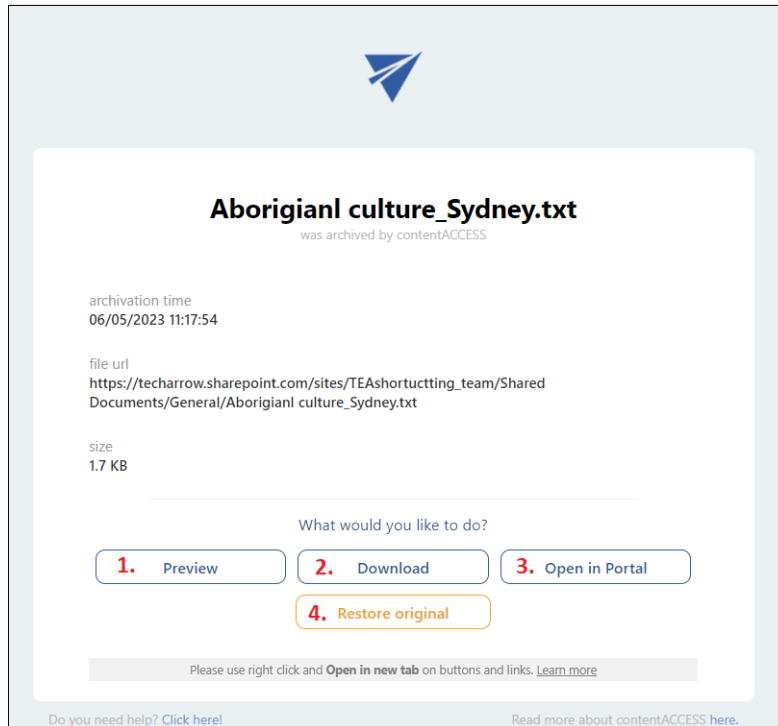 Aborigianl culture_Sydney.txt
was archived by contentACCESS
archivation time
06/05/2023 11:17:54
file url
https://techarrow.sharepoint.com/sites/TEAshortuctting_team/Shared
Documents/General/Aborigianl culture_Sydney.txt
size
1.7 KB
What would you like to do?
1. Preview 2. Download 3. Open in Portal
4. Restore original
Please use right click and Open in new tab on buttons and links. Learn more
Do you need help? Click here! Read more about contentACCESS here.